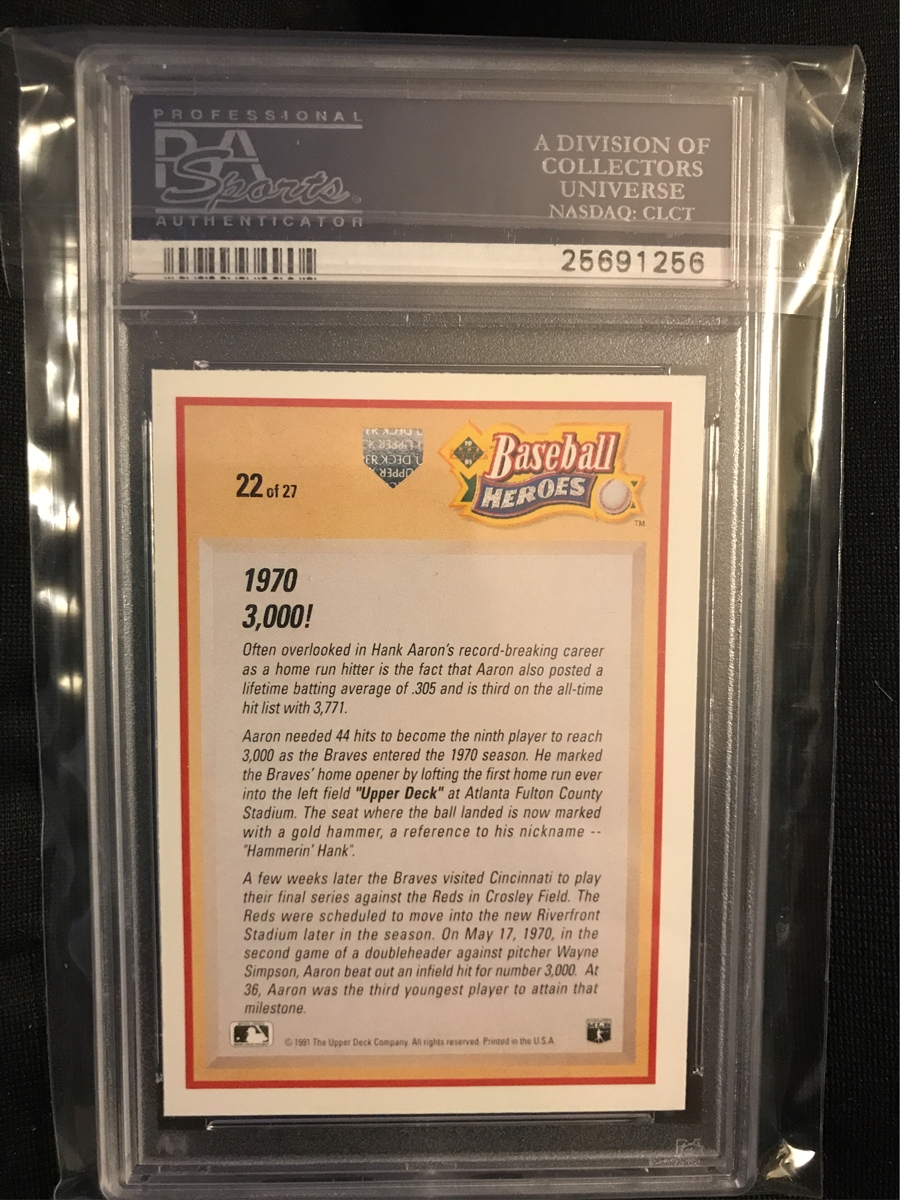 PROFESSIONAL
PSA
Sports
AUTHENTICATOR
A DIVISION OF
COLLECTORS
UNIVERSE
NASDAQ: CLCT
25691256
22 of 27
Baseball
HEROES
TM
1970
3,000!
Often overlooked in Hank Aaron's record-breaking career
as a home run hitter is the fact that Aaron also posted a
lifetime batting average of .305 and is third on the all-time
hit list with 3,771.
Aaron needed 44 hits to become the ninth player to reach
3,000 as the Braves entered the 1970 season. He marked
the Braves' home opener by lofting the first home run ever
into the left field "Upper Deck" at Atlanta Fulton County
Stadium. The seat where the ball landed is now marked
with a gold hammer, a reference to his nickname --
"Hammerin' Hank".
A few weeks later the Braves visited Cincinnati to play
their final series against the Reds in Crosley Field. The
Reds were scheduled to move into the new Riverfront
Stadium later in the season. On May 17, 1970, in the
second game of a doubleheader against pitcher Wayne
Simpson, Aaron beat out an infield hit for number 3,000. At
36, Aaron was the third youngest player to attain that
milestone.
© 1991 The Upper Deck Company. All rights reserved. Printed in the U.S.A.